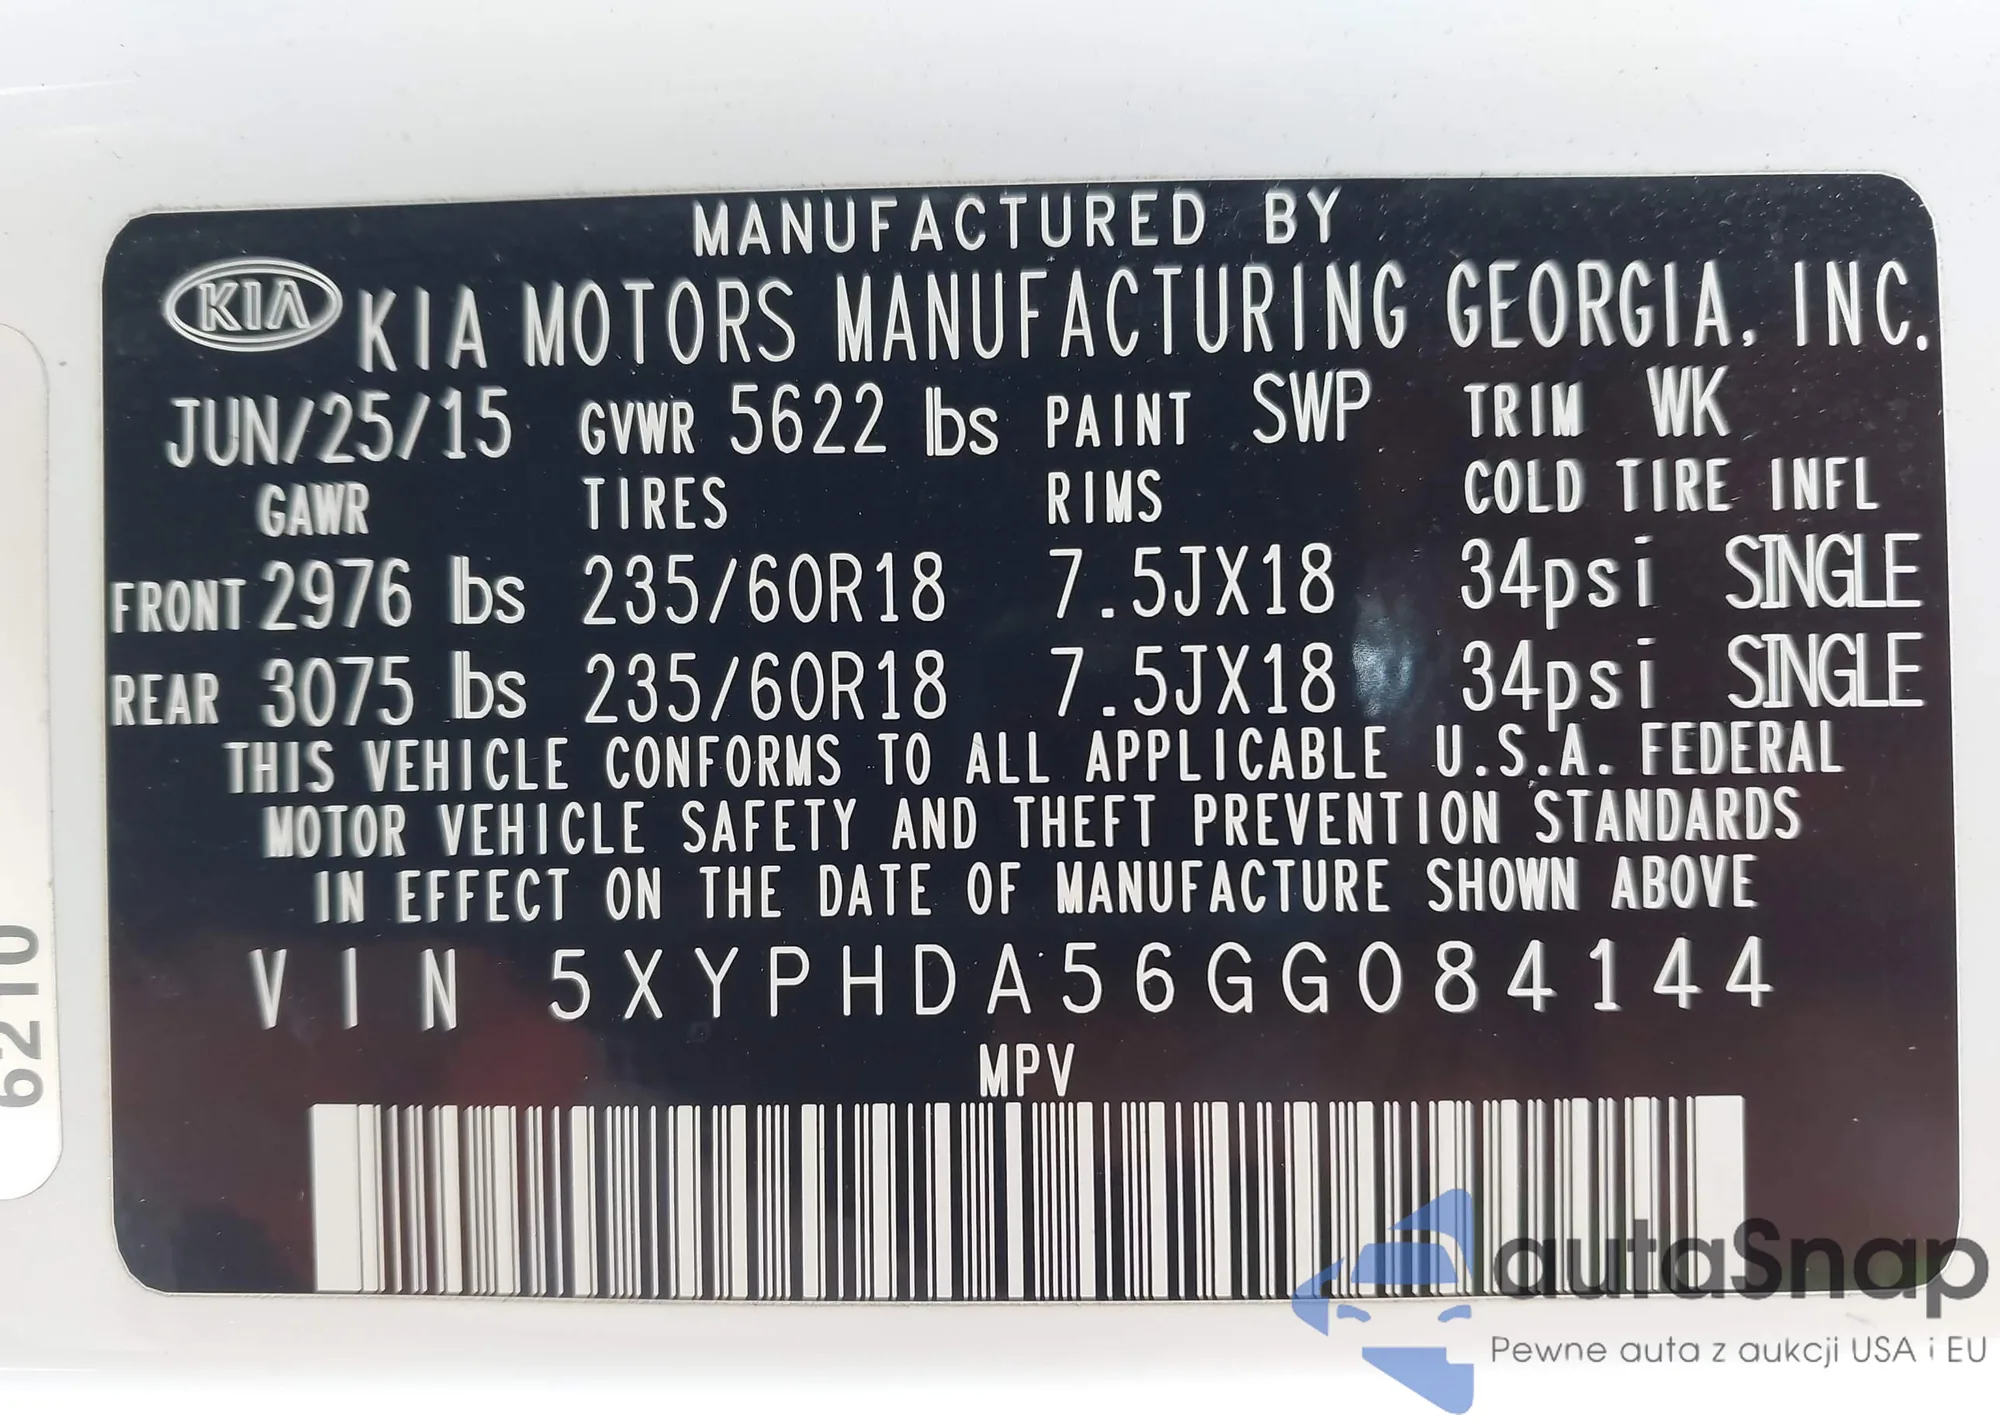 MANUFACTURED BY
KIA KIA MOTORS MANUFACTURING GEORGIA, INC.
JUN/25/15 GVWR 5622 lbs PAINT SWP TRIM WK
GAWR TIRES RIMS COLD TIRE INFL
FRONT 2976 lbs 235/60R18 7.5JX18 34psi SINGLE
REAR 3075 lbs 235/60R18 7.5JX18 34psi SINGLE
THIS VEHICLE CONFORMS TO ALL APPLICABLE U.S.A. FEDERAL
MOTOR VEHICLE SAFETY AND THEFT PREVENTION STANDARDS
IN EFFECT ON THE DATE OF MANUFACTURE SHOWN ABOVE
VIN 5XYPHDA56GG084144
MPV
6210
autaSnap
Pewne auta z aukcji USA i EU